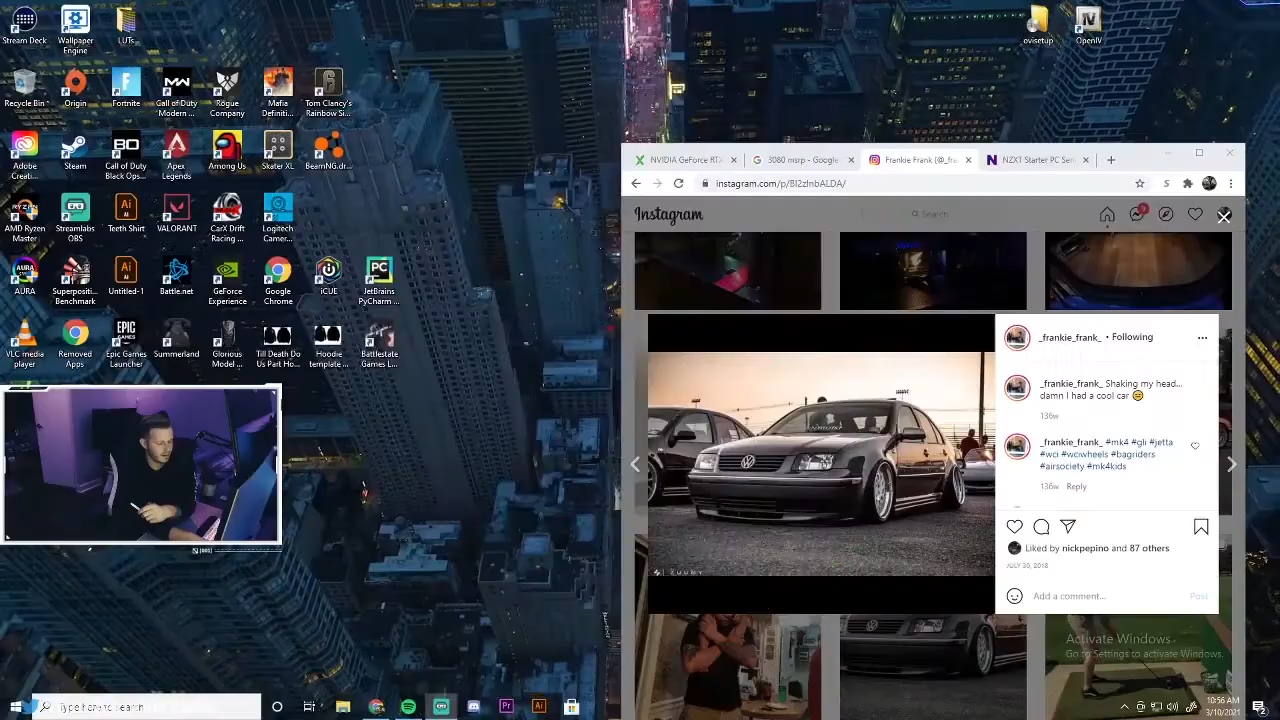 Stream Deck
Wallpaper Engine
LUTs
ovisetup
OpenIV
Recycle Bin
Origin
Fortnite
Call of Duty Modern ...
Rogue Company
Mafia Definiti...
Tom Clancy's Rainbow Si...
Adobe Creati...
Steam
Call of Duty Black Ops...
Apex Legends
Among Us
Skater XL
BeamNG.dr...
AMD Ryzen Master
Streamlabs OBS
Teeth Shirt
VALORANT
CarX Drift Racing ...
Logitech Camer...
AURA
Superpositi... Benchmark
Untitled-1
Battle.net
GeForce Experience
Google Chrome
iCUE
JetBrains PyCharm ...
VLC media player
Removed Apps
Epic Games Launcher
Summerland
Glorious Model ...
Till Death Do Us Part Ho...
Hoodie template ...
Battlestate Games L...
NVIDIA GeForce RTX
3080 msrp - Google
Frankie Frank (@_fra
NZXT Starter PC Seri
instagram.com/p/Bl2zlnbALDA/
Instagram
Search
_frankie_frank_ • Following
_frankie_frank_ Shaking my head...
damn I had a cool car 😑
136w
_frankie_frank_ #mk4 #gli #jetta
#wci #wciwheels #bagriders
#airsociety #mk4kids
136w Reply
Liked by nickpepino and 87 others
JULY 30, 2018
Add a comment...
Post
Activate Windows
Go to Settings to activate Windows.
Type here to search
10:56 AM
3/10/2021